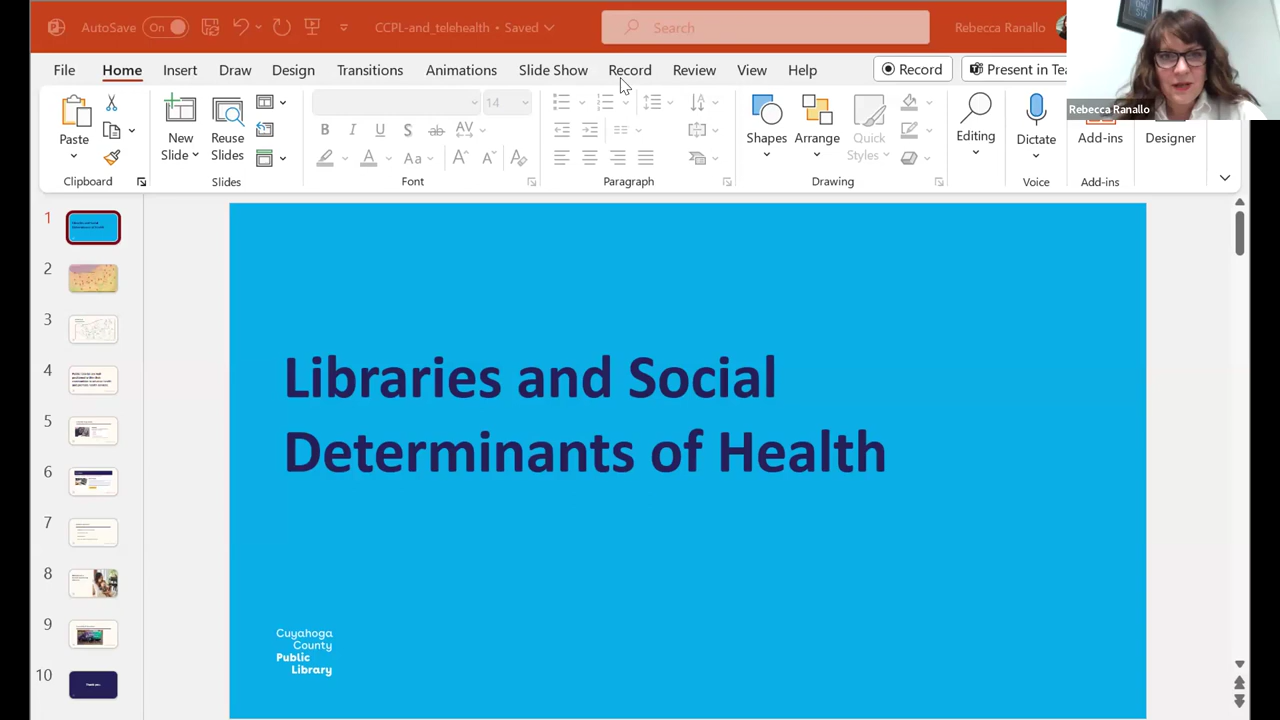 AutoSave On
CCPL-and_telehealth • Saved
Search
Rebecca Ranallo
File Home Insert Draw Design Transitions Animations Slide Show Record Review View Help
Record
Present in Tea
Rebecca Ranallo
Paste
New Slide
Reuse Slides
14
Shapes
Arrange
Quick Styles
Editing
Dictate
Add-ins
Designer
Clipboard
Slides
Font
Paragraph
Drawing
Voice
Add-ins
1
2
3
4
5
6
7
8
9
10
Libraries and Social
Determinants of Health
Cuyahoga
County
Public
Library